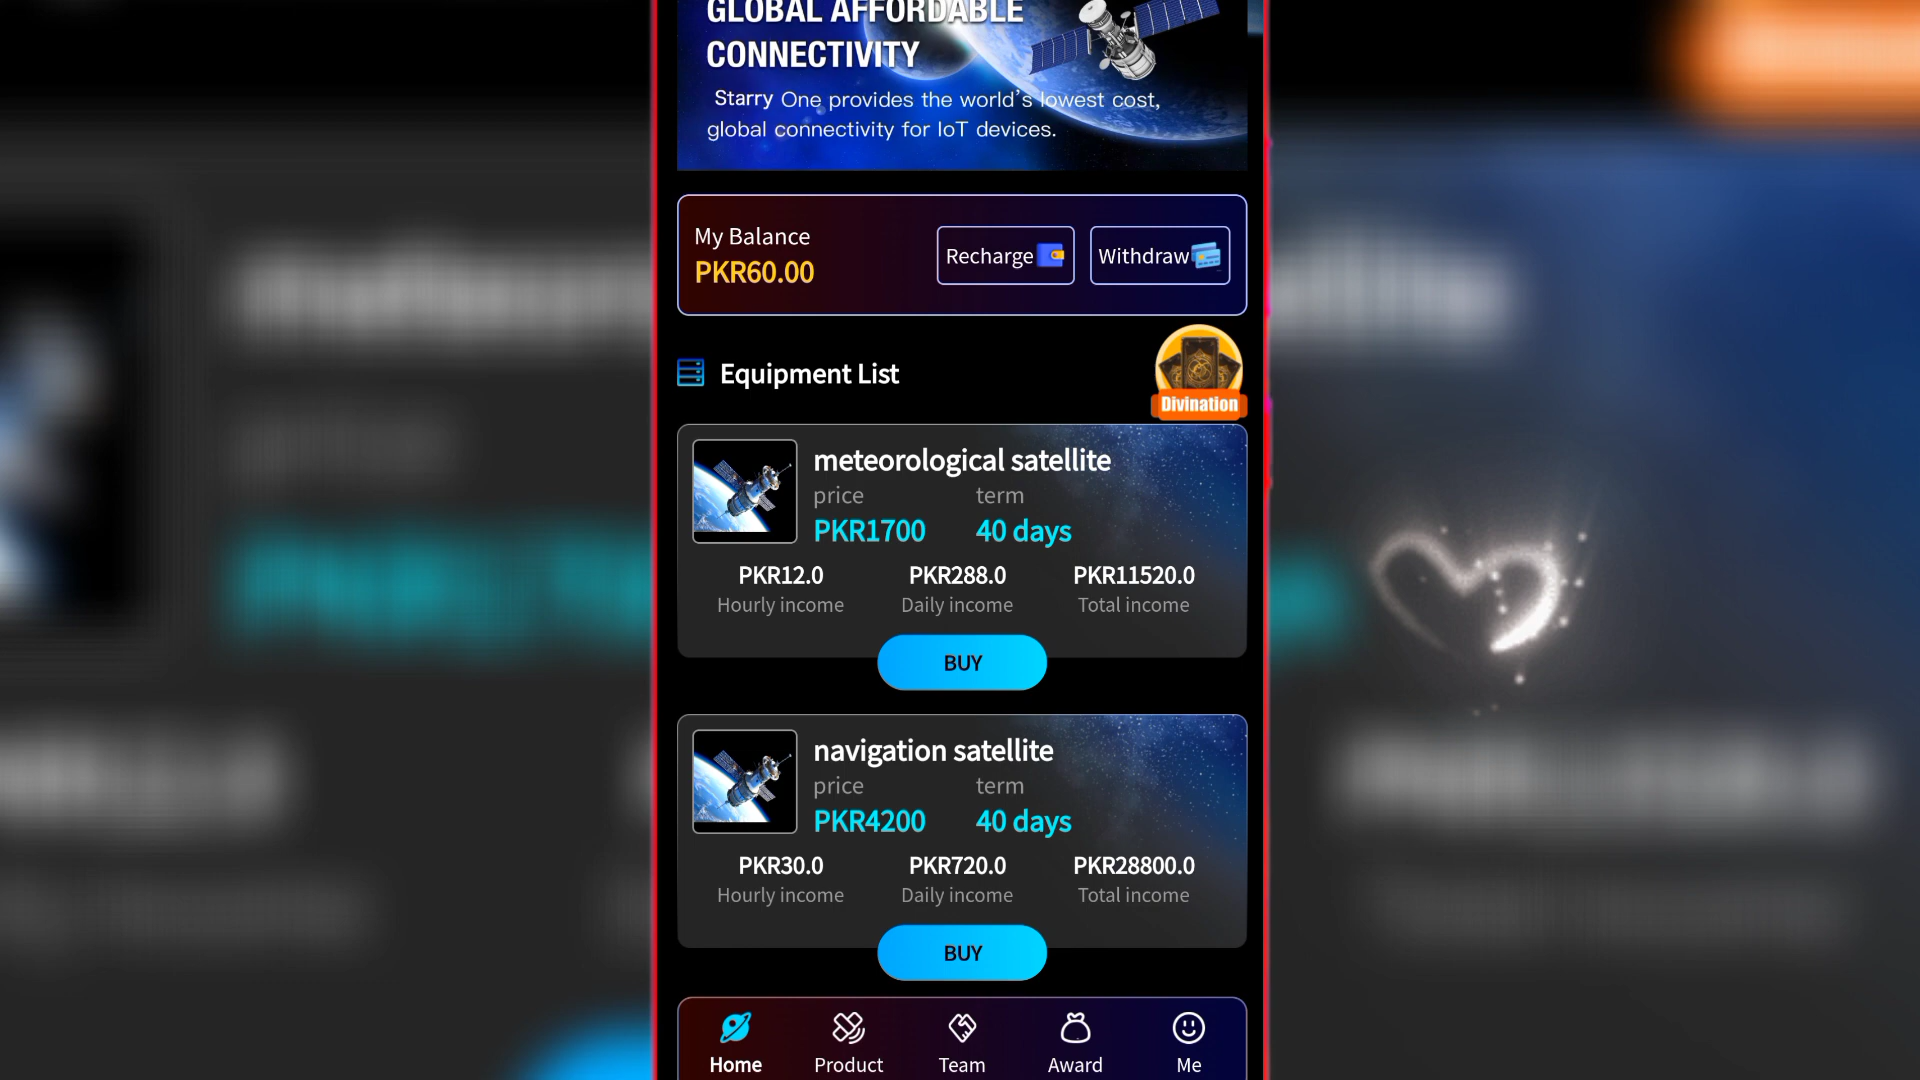 GLOBAL AFFORDABLE
CONNECTIVITY
Starry One provides the world's lowest cost,
global connectivity for IoT devices.
My Balance
PKR60.00
Recharge
Withdraw
Equipment List
Divination
meteorological satellite
price term
PKR1700 40 days
PKR12.0 PKR288.0 PKR11520.0
Hourly income Daily income Total income
BUY
navigation satellite
price term
PKR4200 40 days
PKR30.0 PKR720.0 PKR28800.0
Hourly income Daily income Total income
BUY
Home Product Team Award Me